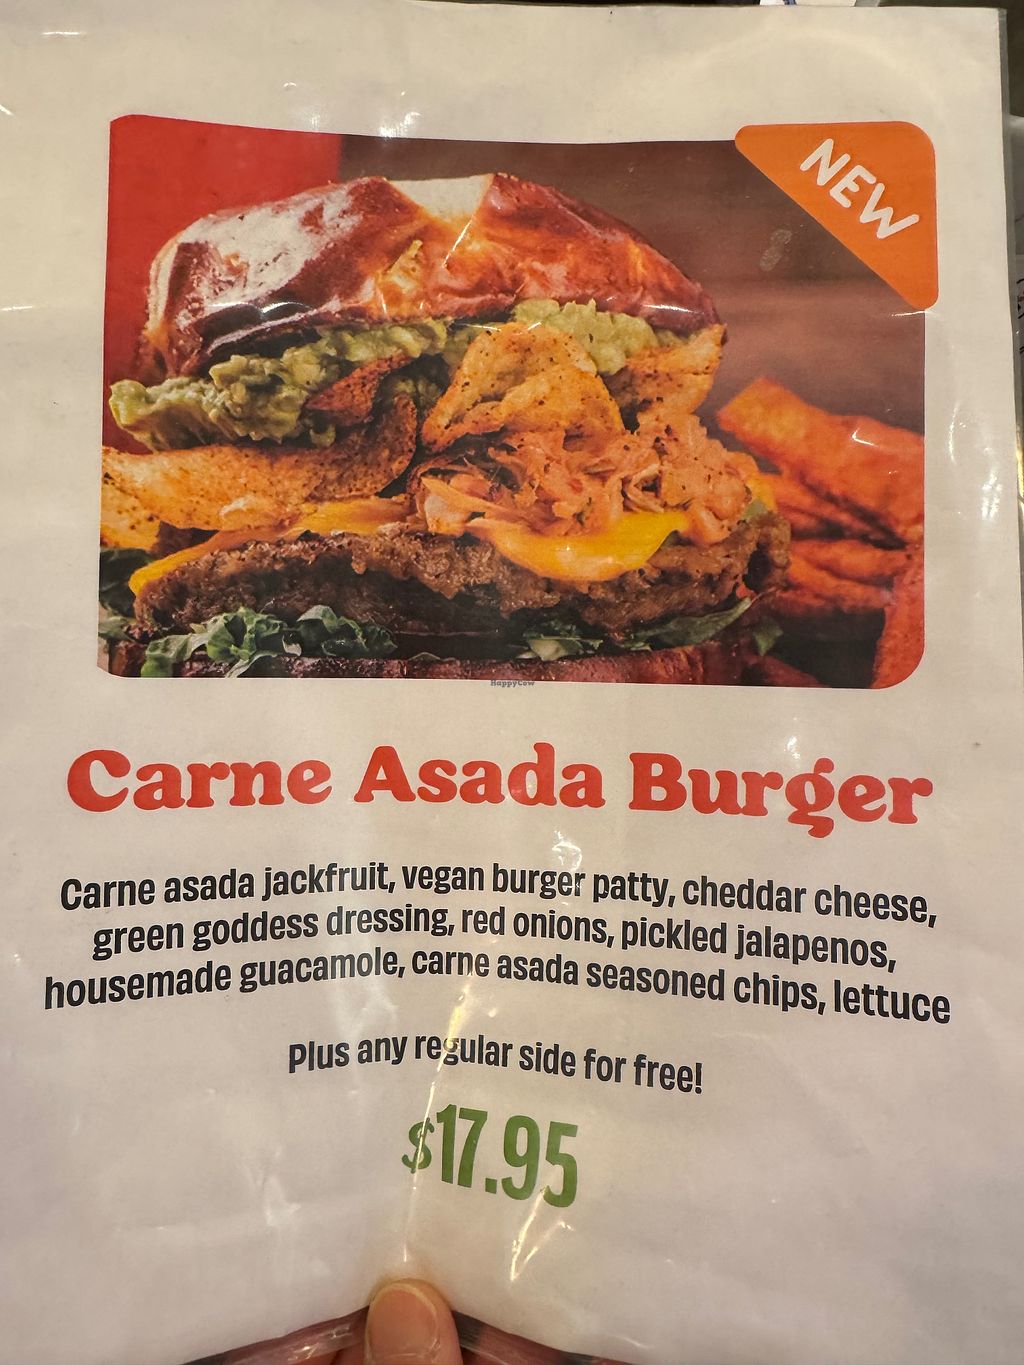 NEW
HappyCow
Carne Asada Burger
Carne asada jackfruit, vegan burger patty, cheddar cheese,
green goddess dressing, red onions, pickled jalapenos,
housemade guacamole, carne asada seasoned chips, lettuce
Plus any regular side for free!
$17.95